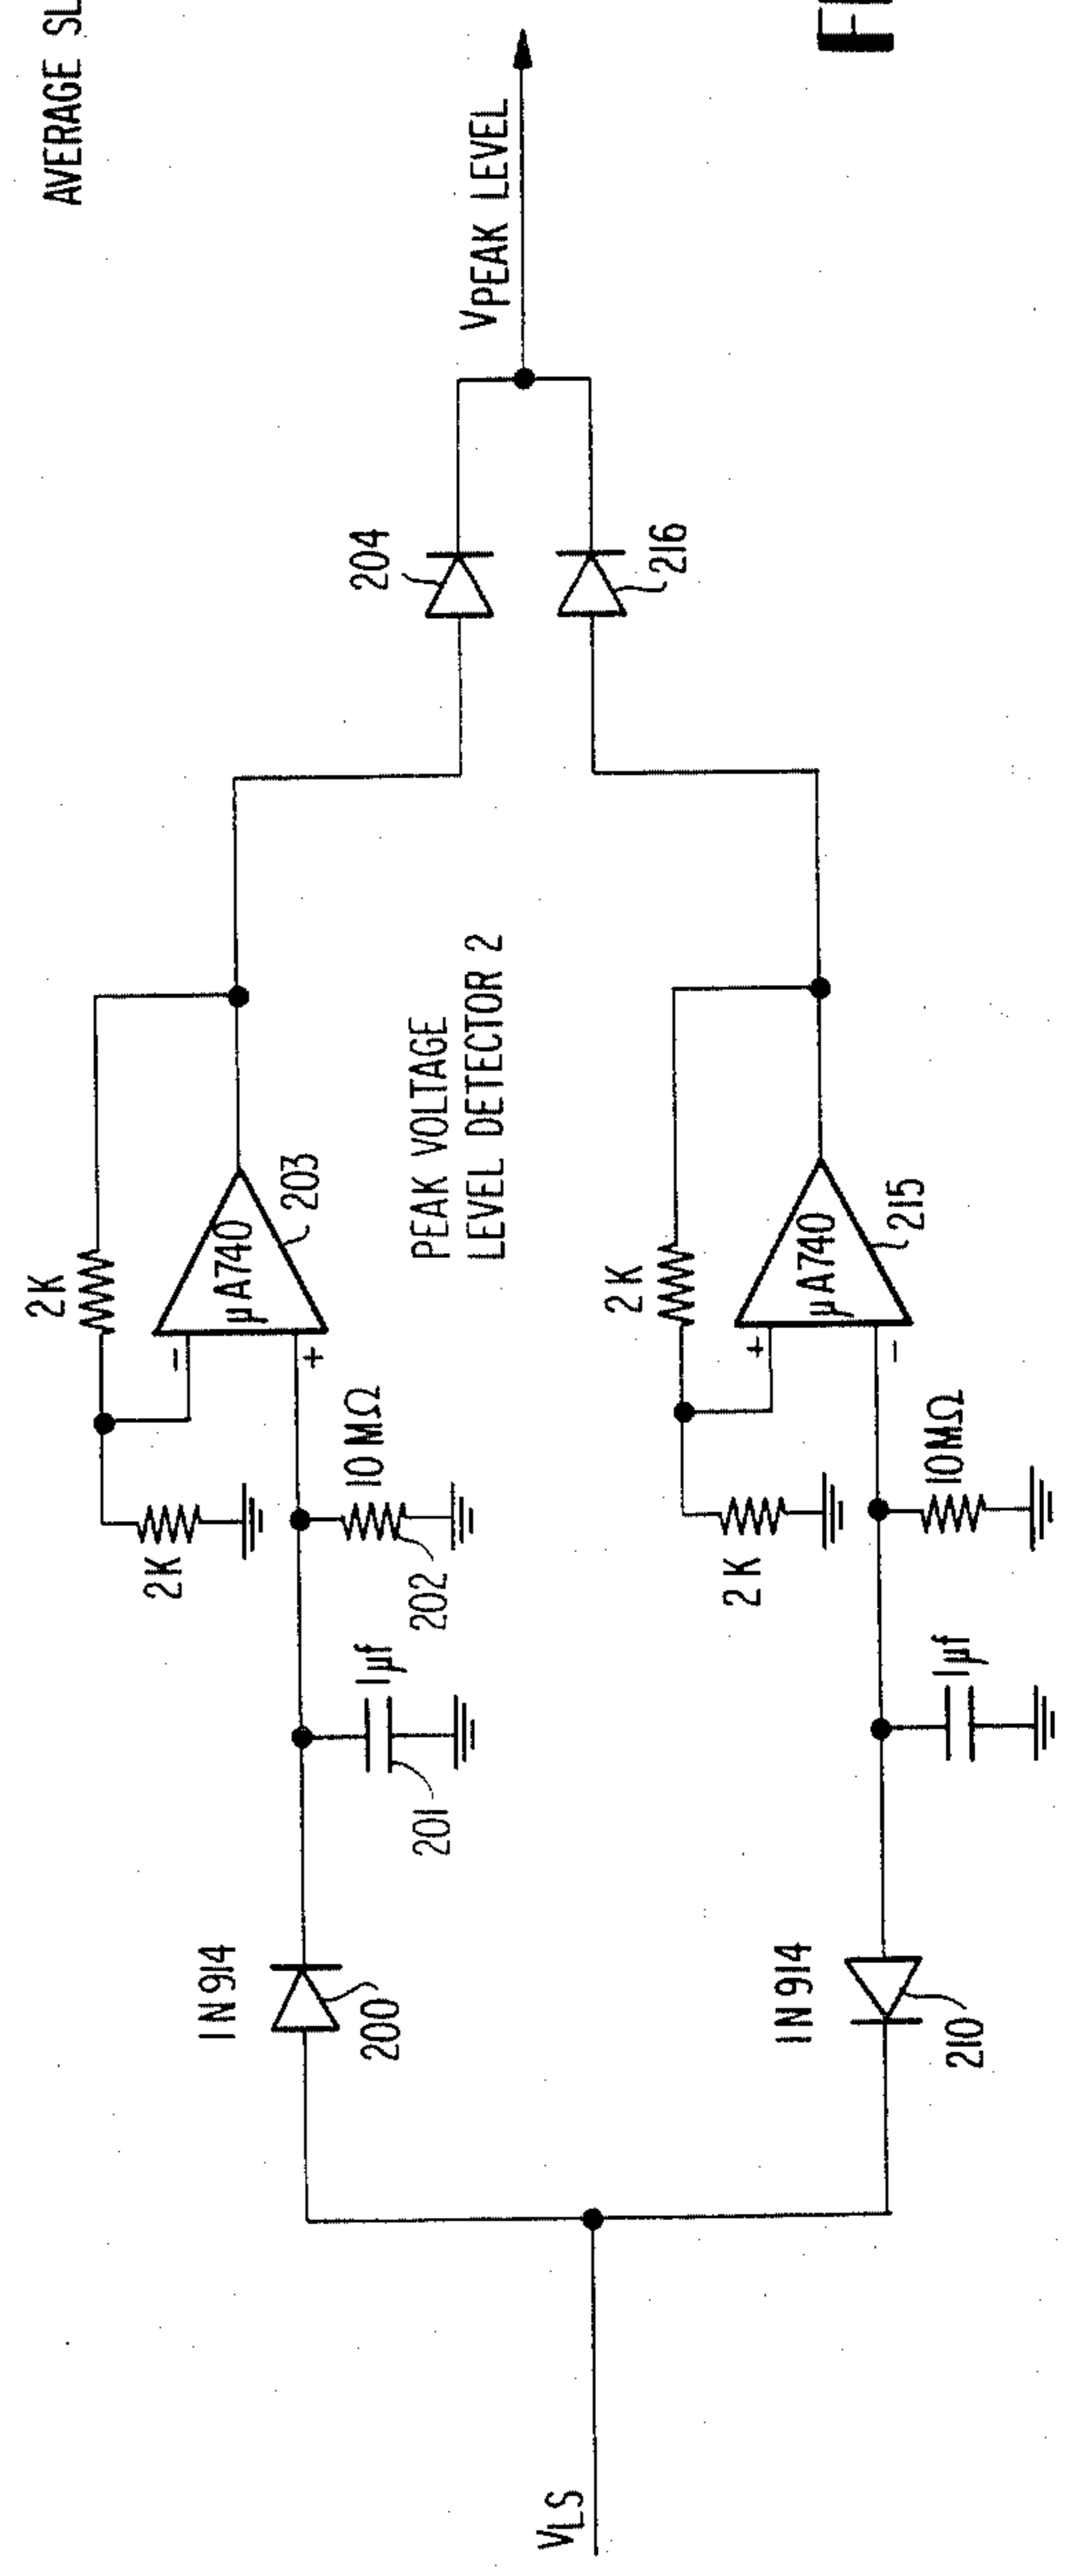 AVERAGE SL
VPEAK LEVEL
204
216
2K
−
+
µA740
203
PEAK VOLTAGE
LEVEL DETECTOR 2
2K
+
−
µA740
215
2K
10 MΩ
202
2K
10MΩ
1µf
201
1µf
1N914
200
1N914
210
VLS